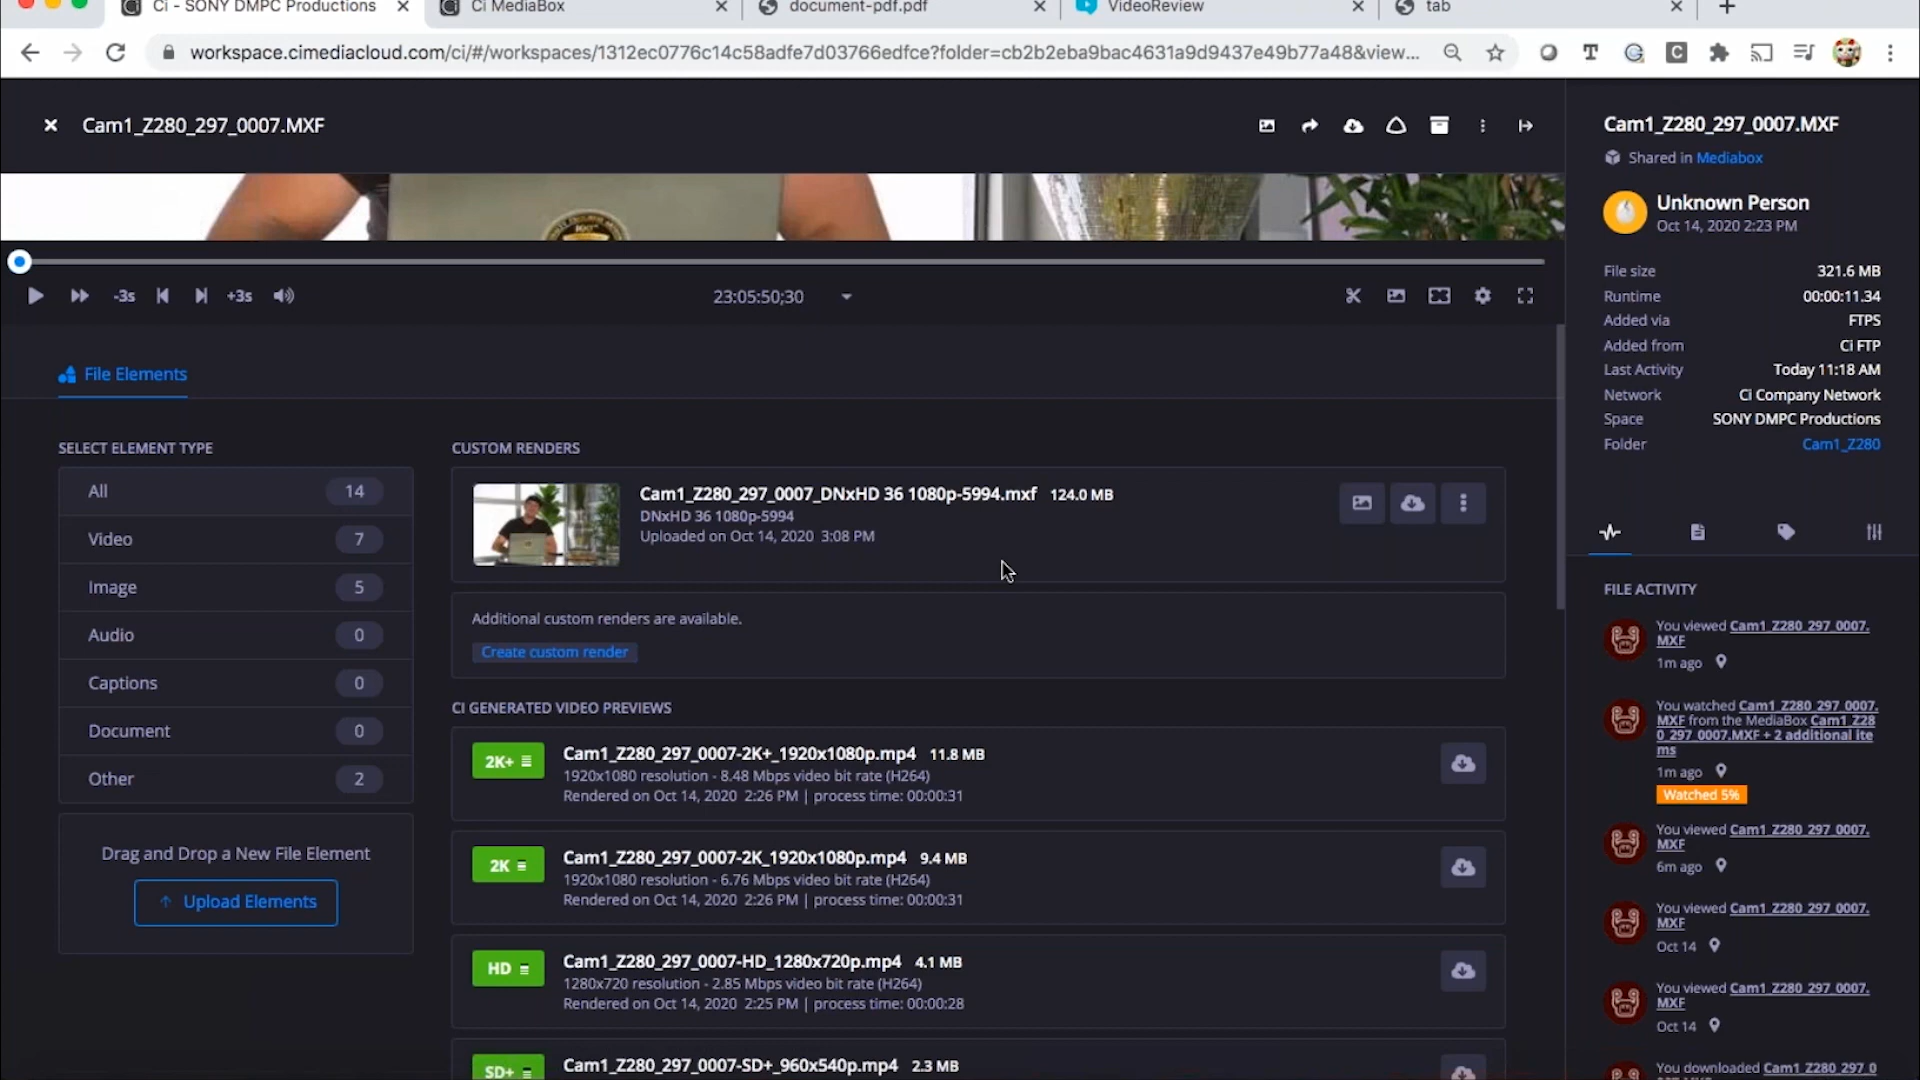 Ci - SONY DMPC Productions
Ci MediaBox
document-pdf.pdf
VideoReview
tab
workspace.cimediacloud.com/ci/#/workspaces/1312ec0776c14c58adfe7d03766edfce?folder=cb2b2eba9bac4631a9d9437e49b77a48&view...
Cam1_Z280_297_0007.MXF
-3s
+3s
23:05:50;30
File Elements
SELECT ELEMENT TYPE
All 14
Video 7
Image 5
Audio 0
Captions 0
Document 0
Other 2
Drag and Drop a New File Element
Upload Elements
CUSTOM RENDERS
Cam1_Z280_297_0007_DNxHD 36 1080p-5994.mxf 124.0 MB
DNxHD 36 1080p-5994
Uploaded on Oct 14, 2020 3:08 PM
Additional custom renders are available.
Create custom render
CI GENERATED VIDEO PREVIEWS
2K+
Cam1_Z280_297_0007-2K+_1920x1080p.mp4 11.8 MB
1920x1080 resolution - 8.48 Mbps video bit rate (H264)
Rendered on Oct 14, 2020 2:26 PM | process time: 00:00:31
2K
Cam1_Z280_297_0007-2K_1920x1080p.mp4 9.4 MB
1920x1080 resolution - 6.76 Mbps video bit rate (H264)
Rendered on Oct 14, 2020 2:26 PM | process time: 00:00:31
HD
Cam1_Z280_297_0007-HD_1280x720p.mp4 4.1 MB
1280x720 resolution - 2.85 Mbps video bit rate (H264)
Rendered on Oct 14, 2020 2:25 PM | process time: 00:00:28
SD+
Cam1_Z280_297_0007-SD+_960x540p.mp4 2.3 MB
Cam1_Z280_297_0007.MXF
Shared in Mediabox
Unknown Person
Oct 14, 2020 2:23 PM
File size 321.6 MB
Runtime 00:00:11.34
Added via FTPS
Added from Ci FTP
Last Activity Today 11:18 AM
Network Ci Company Network
Space SONY DMPC Productions
Folder Cam1_Z280
FILE ACTIVITY
You viewed Cam1_Z280_297_0007.
MXF
1m ago
You watched Cam1_Z280_297_0007.
MXF from the MediaBox Cam1_Z28
0_297_0007.MXF + 2 additional ite
ms
1m ago
Watched 5%
You viewed Cam1_Z280_297_0007.
MXF
6m ago
You viewed Cam1_Z280_297_0007.
MXF
Oct 14
You viewed Cam1_Z280_297_0007.
MXF
Oct 14
You downloaded Cam1_Z280_297_0